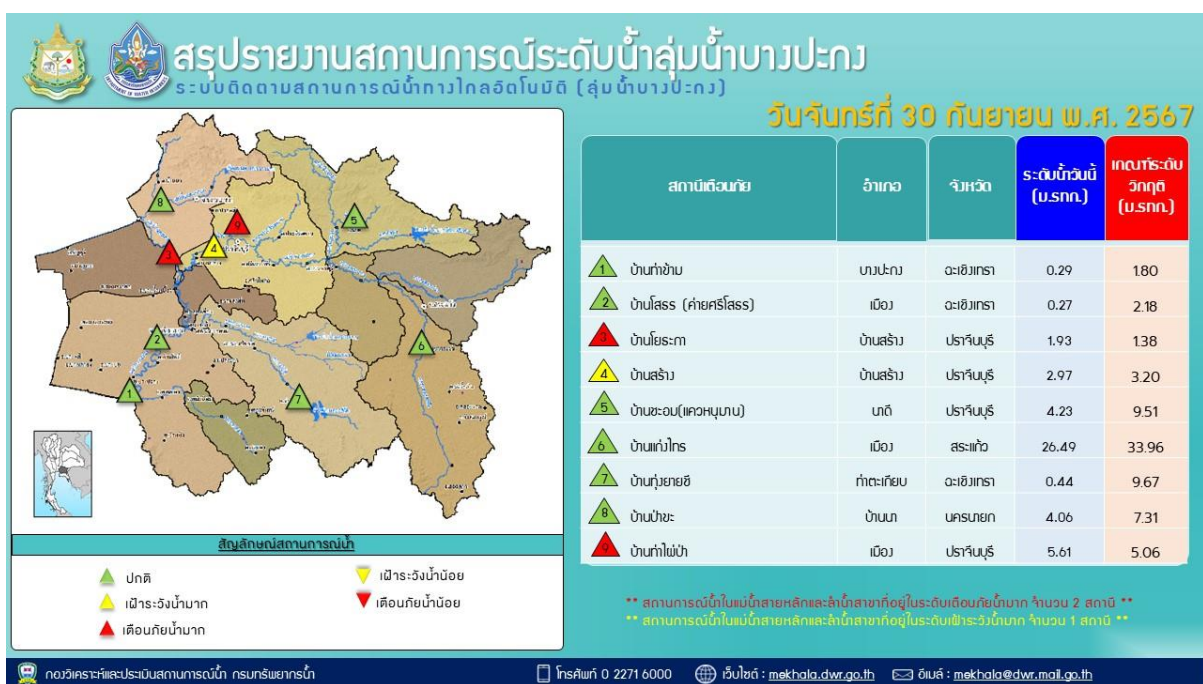 สรุปรายงานสถานการณ์ระดับน้ำลุ่มน้ำบางปะกง
ระบบติดตามสถานการณ์น้ำทางไกลอัตโนมัติ (ลุ่มน้ำบางปะกง)
วันจันทร์ที่ 30 กันยายน พ.ศ. 2567
สถานีเตือนภัย อำเภอ จังหวัด ระดับน้ำวันนี้ (ม.รทก.) เกณฑ์ระดับวิกฤติ (ม.รทก.)
1 บ้านท่าข้าม บางปะกง ฉะเชิงเทรา 0.29 1.80
2 บ้านโสธร (ค่ายศรีโสธร) เมือง ฉะเชิงเทรา 0.27 2.18
3 บ้านโยธะกา บ้านสร้าง ปราจีนบุรี 1.93 1.38
4 บ้านสร้าง บ้านสร้าง ปราจีนบุรี 2.97 3.20
5 บ้านขะอม(แควหนุมาน) นาดี ปราจีนบุรี 4.23 9.51
6 บ้านแก่งไทร เมือง สระแก้ว 26.49 33.96
7 บ้านทุ่งยายชี ท่าตะเกียบ ฉะเชิงเทรา 0.44 9.67
8 บ้านป่าขะ บ้านนา นครนายก 4.06 7.31
9 บ้านท่าไผ่ป่า เมือง ปราจีนบุรี 5.61 5.06
** สถานการณ์น้ำในแม่น้ำสายหลักและลำน้ำสาขาที่อยู่ในระดับเตือนภัยน้ำมาก จำนวน 2 สถานี **
** สถานการณ์น้ำในแม่น้ำสายหลักและลำน้ำสาขาที่อยู่ในระดับเฝ้าระวังน้ำมาก จำนวน 1 สถานี **
8
9
5
4
3
2
6
1
7
สัญลักษณ์สถานการณ์น้ำ
ปกติ
เฝ้าระวังน้ำมาก
เตือนภัยน้ำมาก
เฝ้าระวังน้ำน้อย
เตือนภัยน้ำน้อย
กองวิเคราะห์และประเมินสถานการณ์น้ำ กรมทรัพยากรน้ำ
โทรศัพท์ 0 2271 6000
เว็บไซต์ : mekhala.dwr.go.th
อีเมล์ : mekhala@dwr.mail.go.th